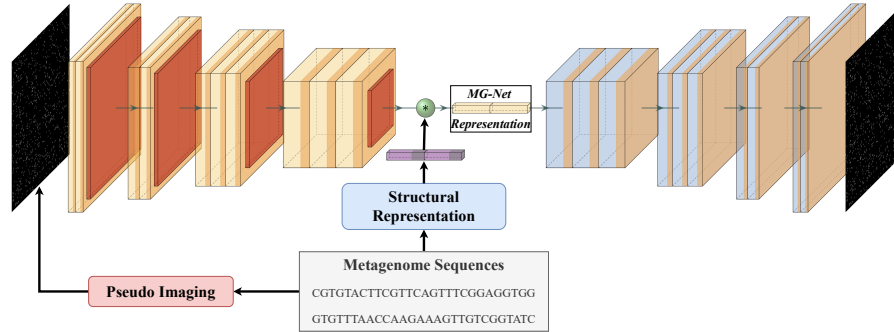 *
MG-Net
Representation
Structural
Representation
Metagenome Sequences
CGTGTACTTCGTTCAGTTTCGGAGGTGG
GTGTTTAACCAAGAAAGTTGTCGGTATC
Pseudo Imaging